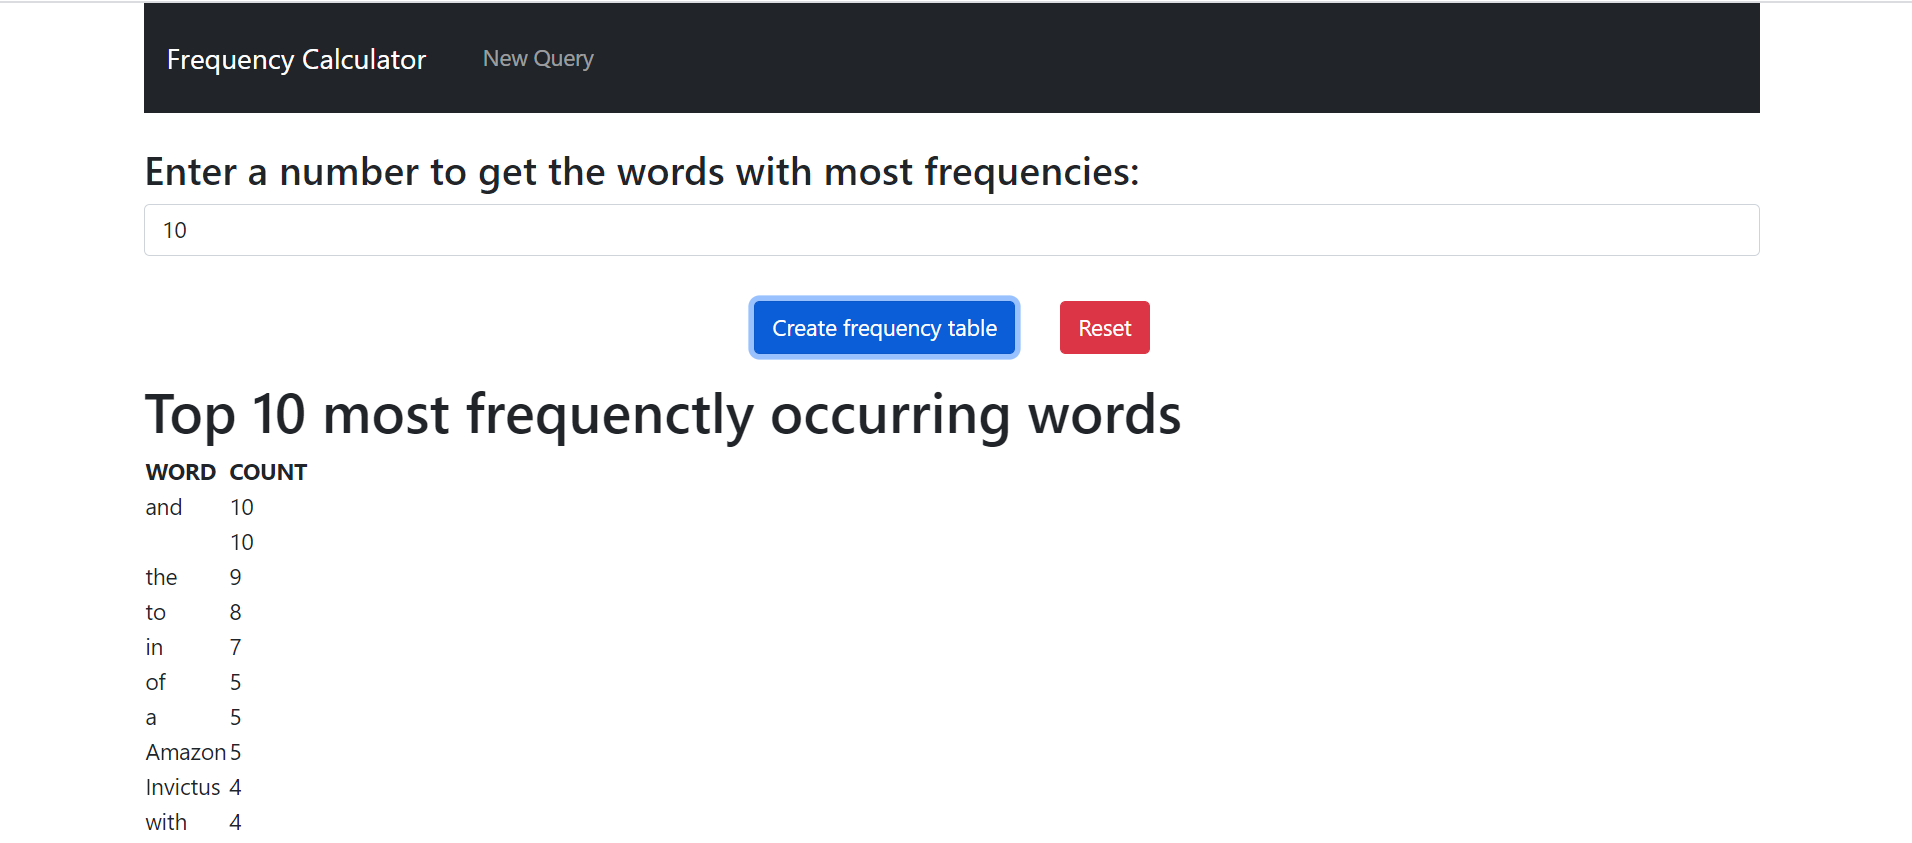 Frequency Calculator New Query
Enter a number to get the words with most frequencies:
10
Create frequency table Reset
Top 10 most frequenctly occurring words
WORD COUNT
and 10
10
the 9
to 8
in 7
of 5
a 5
Amazon 5
Invictus 4
with 4